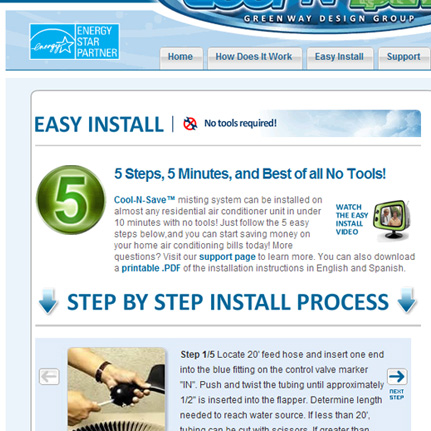 COOL-N-SAVE
GREEN WAY DESIGN GROUP
ENERGY
STAR
PARTNER
energy
Home
How Does It Work
Easy Install
Support
EASY INSTALL
No tools required!
5
5 Steps, 5 Minutes, and Best of all No Tools!
Cool-N-Save™ misting system can be installed on
almost any residential air conditioner unit in under
10 minutes with no tools! Just follow the 5 easy
steps below,and you can start saving money on
your home air conditioning bills today! More
questions? Visit our support page to learn more. You can also download
a printable .PDF of the installation instructions in English and Spanish.
WATCH
THE EASY
INSTALL
VIDEO
STEP BY STEP INSTALL PROCESS
Step 1/5 Locate 20' feed hose and insert one end
into the blue fitting on the control valve marker
"IN". Push and twist the tubing until approximately
1/2" is inserted into the flapper. Determine length
needed to reach water source. If less than 20',
tubing can be cut with scissors. If greater than
NEXT
STEP